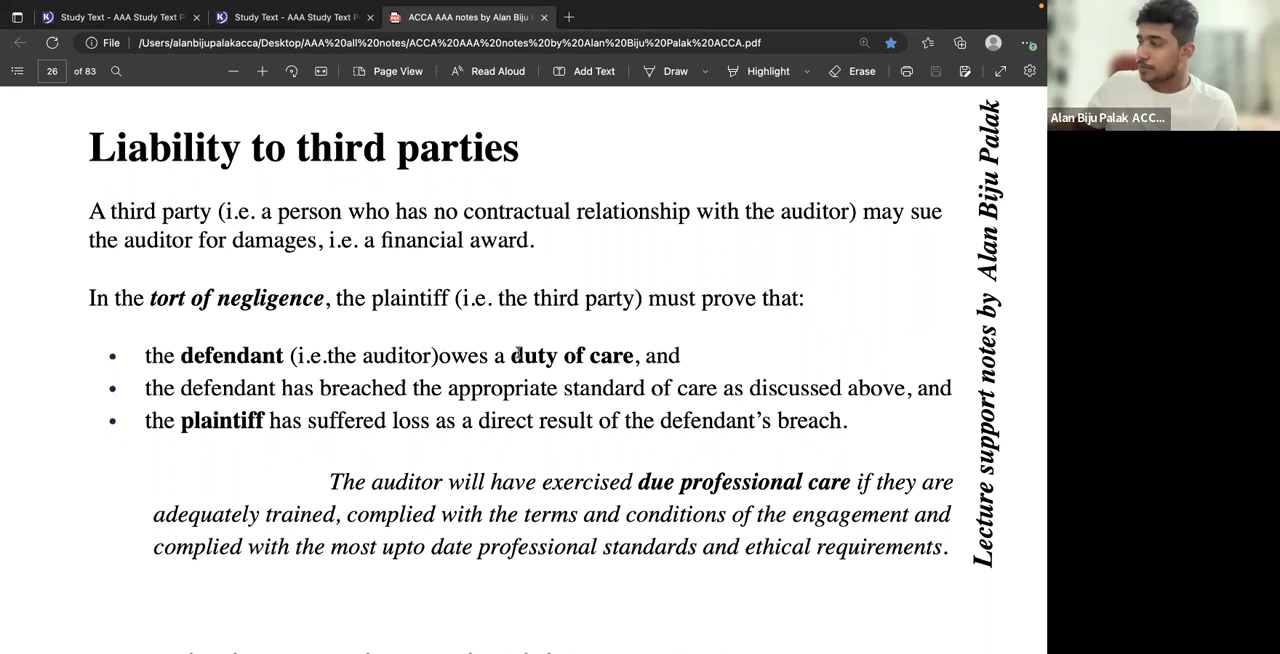 Study Text - AAA Study Text P
Study Text - AAA Study Text P
ACCA AAA notes by Alan Biju
File
/Users/alanbijupalakacca/Desktop/AAA%20all%20notes/ACCA%20AAA%20notes%20by%20Alan%20Biju%20Palak%20ACCA.pdf
26 of 83
Page View
Read Aloud
Add Text
Draw
Highlight
Erase
Alan Biju Palak ACC...
Liability to third parties
A third party (i.e. a person who has no contractual relationship with the auditor) may sue
the auditor for damages, i.e. a financial award.
In the tort of negligence, the plaintiff (i.e. the third party) must prove that:
• the defendant (i.e.the auditor)owes a duty of care, and
• the defendant has breached the appropriate standard of care as discussed above, and
• the plaintiff has suffered loss as a direct result of the defendant's breach.
The auditor will have exercised due professional care if they are
adequately trained, complied with the terms and conditions of the engagement and
complied with the most upto date professional standards and ethical requirements.
Lecture support notes by Alan Biju Palak